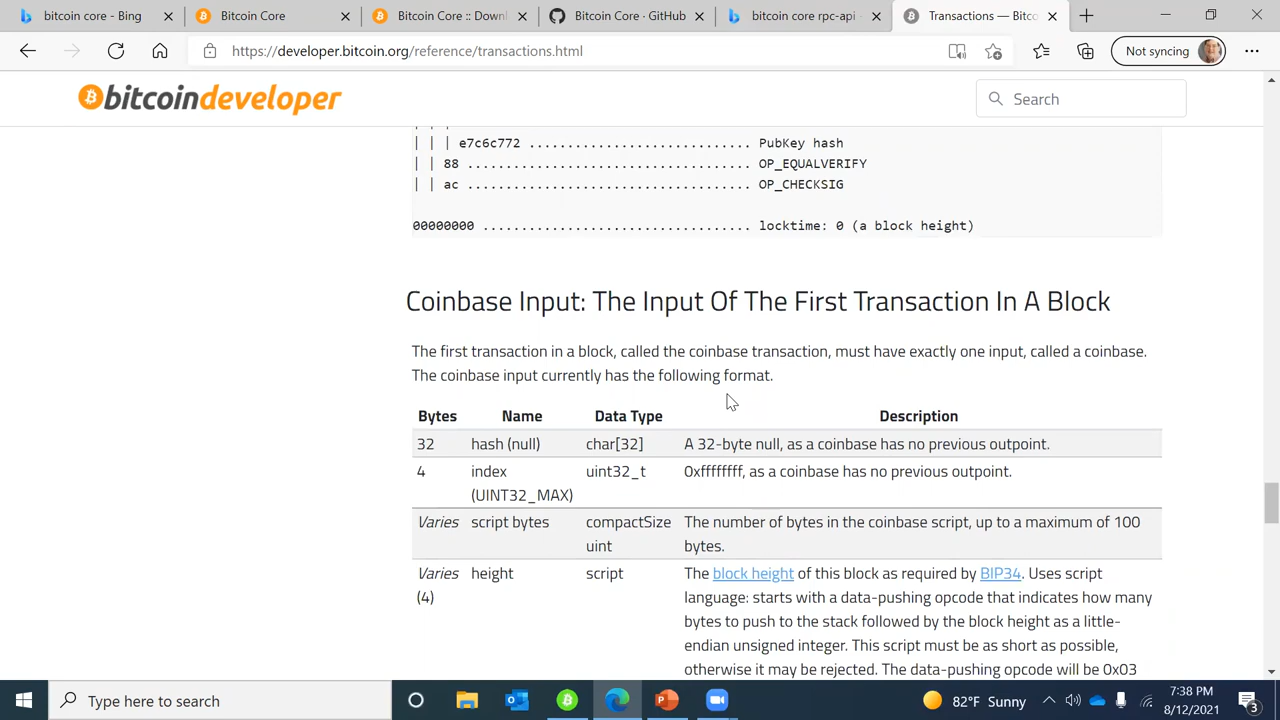 bitcoin core - Bing
Bitcoin Core
Bitcoin Core :: Downl
Bitcoin Core · GitHub
bitcoin core rpc-api -
Transactions — Bitco
https://developer.bitcoin.org/reference/transactions.html
Not syncing
bitcoindeveloper
Search
| | | e7c6c772 ............................. PubKey hash
| | 88 ..................................... OP_EQUALVERIFY
| | ac ..................................... OP_CHECKSIG
00000000 ................................... locktime: 0 (a block height)
Coinbase Input: The Input Of The First Transaction In A Block
The first transaction in a block, called the coinbase transaction, must have exactly one input, called a coinbase.
The coinbase input currently has the following format.
Bytes Name Data Type Description
32 hash (null) char[32] A 32-byte null, as a coinbase has no previous outpoint.
4 index uint32_t 0xffffffff, as a coinbase has no previous outpoint.
(UINT32_MAX)
Varies script bytes compactSize The number of bytes in the coinbase script, up to a maximum of 100
uint bytes.
Varies height script The block height of this block as required by BIP34. Uses script
(4) language: starts with a data-pushing opcode that indicates how many
bytes to push to the stack followed by the block height as a little-
endian unsigned integer. This script must be as short as possible,
otherwise it may be rejected. The data-pushing opcode will be 0x03
Type here to search
82°F Sunny
7:38 PM
8/12/2021
3